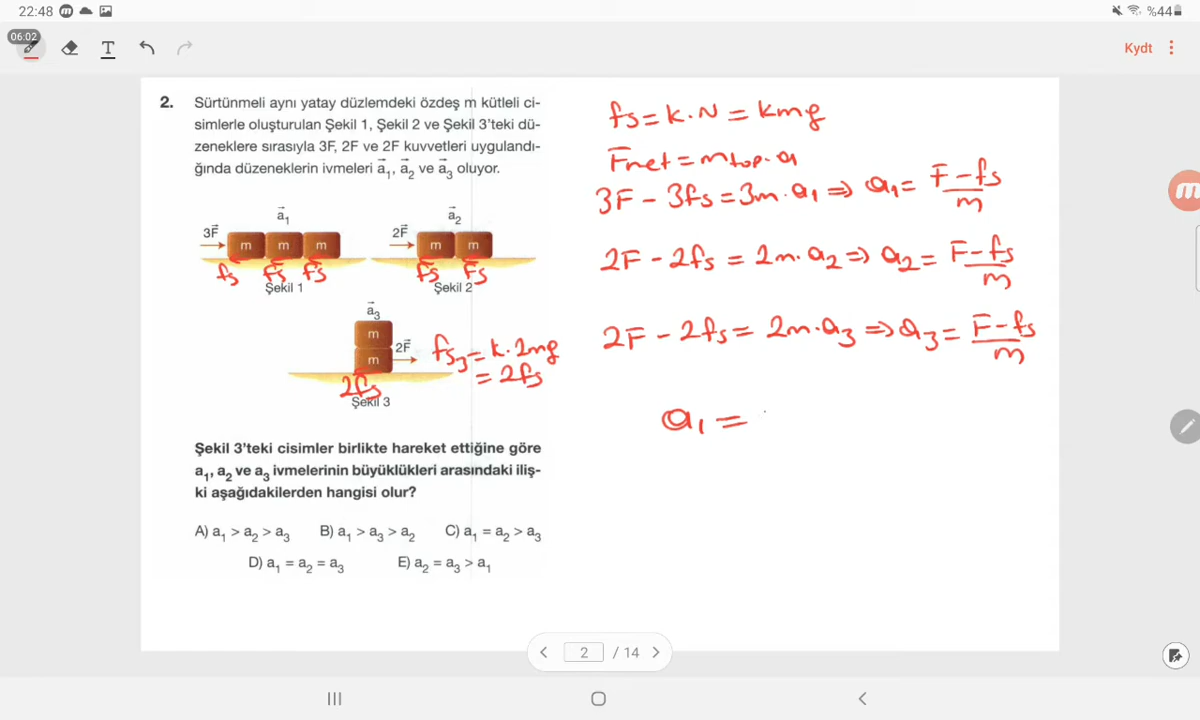 22:48 %44
06:02 T Kydt
2. Sürtünmeli aynı yatay düzlemdeki özdeş m kütleli ci-
simlerle oluşturulan Şekil 1, Şekil 2 ve Şekil 3'teki dü-
zeneklere sırasıyla 3F, 2F ve 2F kuvvetleri uygulandı-
ğında düzeneklerin ivmeleri a⃗₁, a⃗₂ ve a⃗₃ oluyor.
a⃗₁
3F⃗
m m m
fs fs fs
Şekil 1
a⃗₂
2F⃗
m m
fs fs
Şekil 2
a⃗₃
m
m
2F⃗
2fs
Şekil 3
fs₃ = k.2mg
= 2fs
Şekil 3'teki cisimler birlikte hareket ettiğine göre
a₁, a₂ ve a₃ ivmelerinin büyüklükleri arasındaki iliş-
ki aşağıdakilerden hangisi olur?
A) a₁ > a₂ > a₃ B) a₁ > a₃ > a₂ C) a₁ = a₂ > a₃
D) a₁ = a₂ = a₃ E) a₂ = a₃ > a₁
fs = k.N = kmg
Fnet = mtop.a
3F - 3fs = 3m.a₁ ⇒ a₁ = F-fs/m
2F - 2fs = 2m.a₂ ⇒ a₂ = F-fs/m
2F - 2fs = 2m.a₃ ⇒ a₃ = F-fs/m
a₁ =
2 / 14